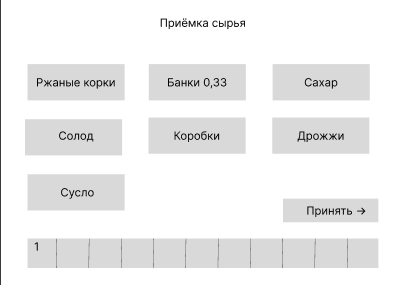 Приёмка сырья
Ржаные корки
Банки 0,33
Сахар
Солод
Коробки
Дрожжи
Сусло
Принять →
1